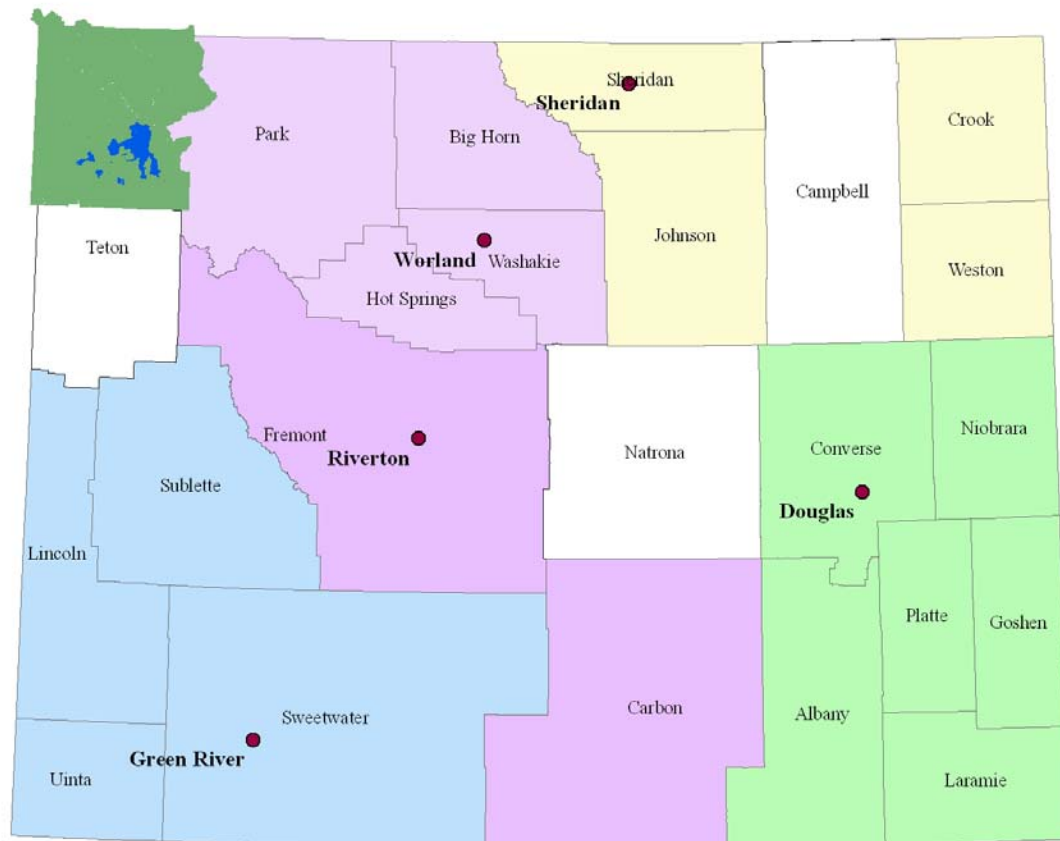 Sheridan
Sheridan
Crook
Park
Big Horn
Campbell
Johnson
Teton
Worland
Washakie
Weston
Hot Springs
Fremont
Riverton
Natrona
Converse
Niobrara
Sublette
Douglas
Lincoln
Platte
Goshen
Sweetwater
Carbon
Albany
Green River
Uinta
Laramie